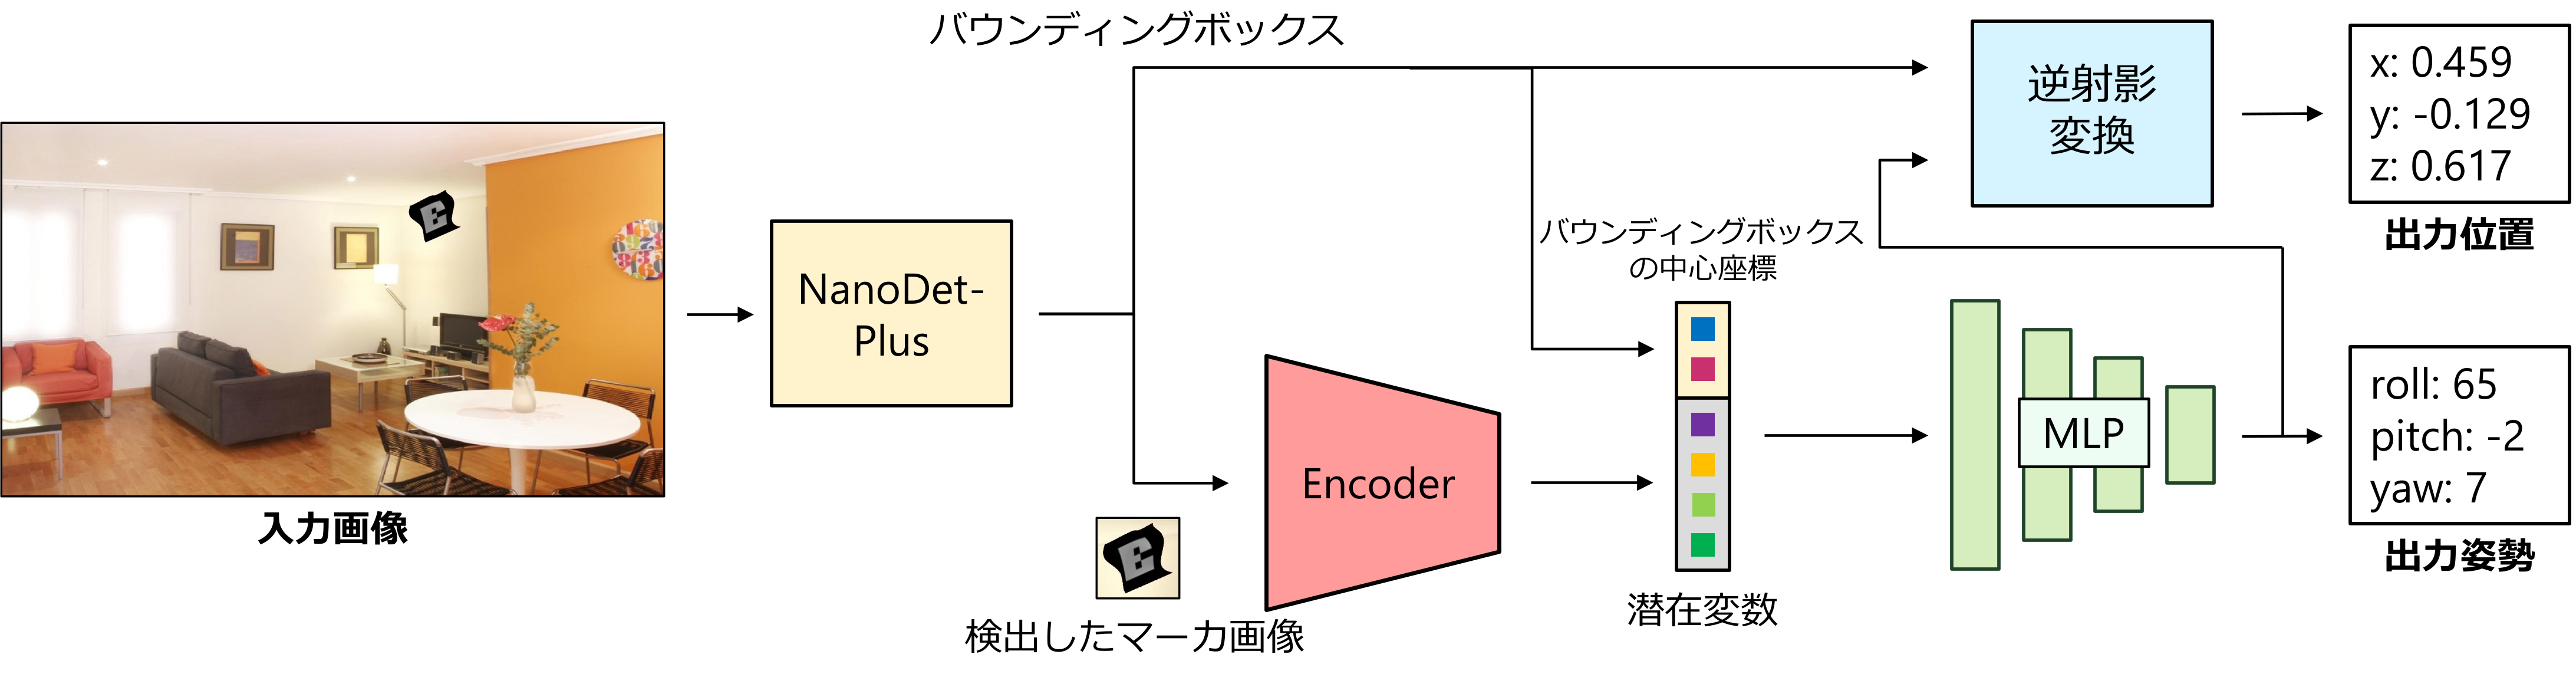 バウンディングボックス
逆射影
変換
x: 0.459
y: -0.129
z: 0.617
出力位置
E
入力画像
NanoDet-
Plus
E
検出したマーカ画像
Encoder
バウンディングボックス
の中心座標
潜在変数
MLP
roll: 65
pitch: -2
yaw: 7
出力姿勢